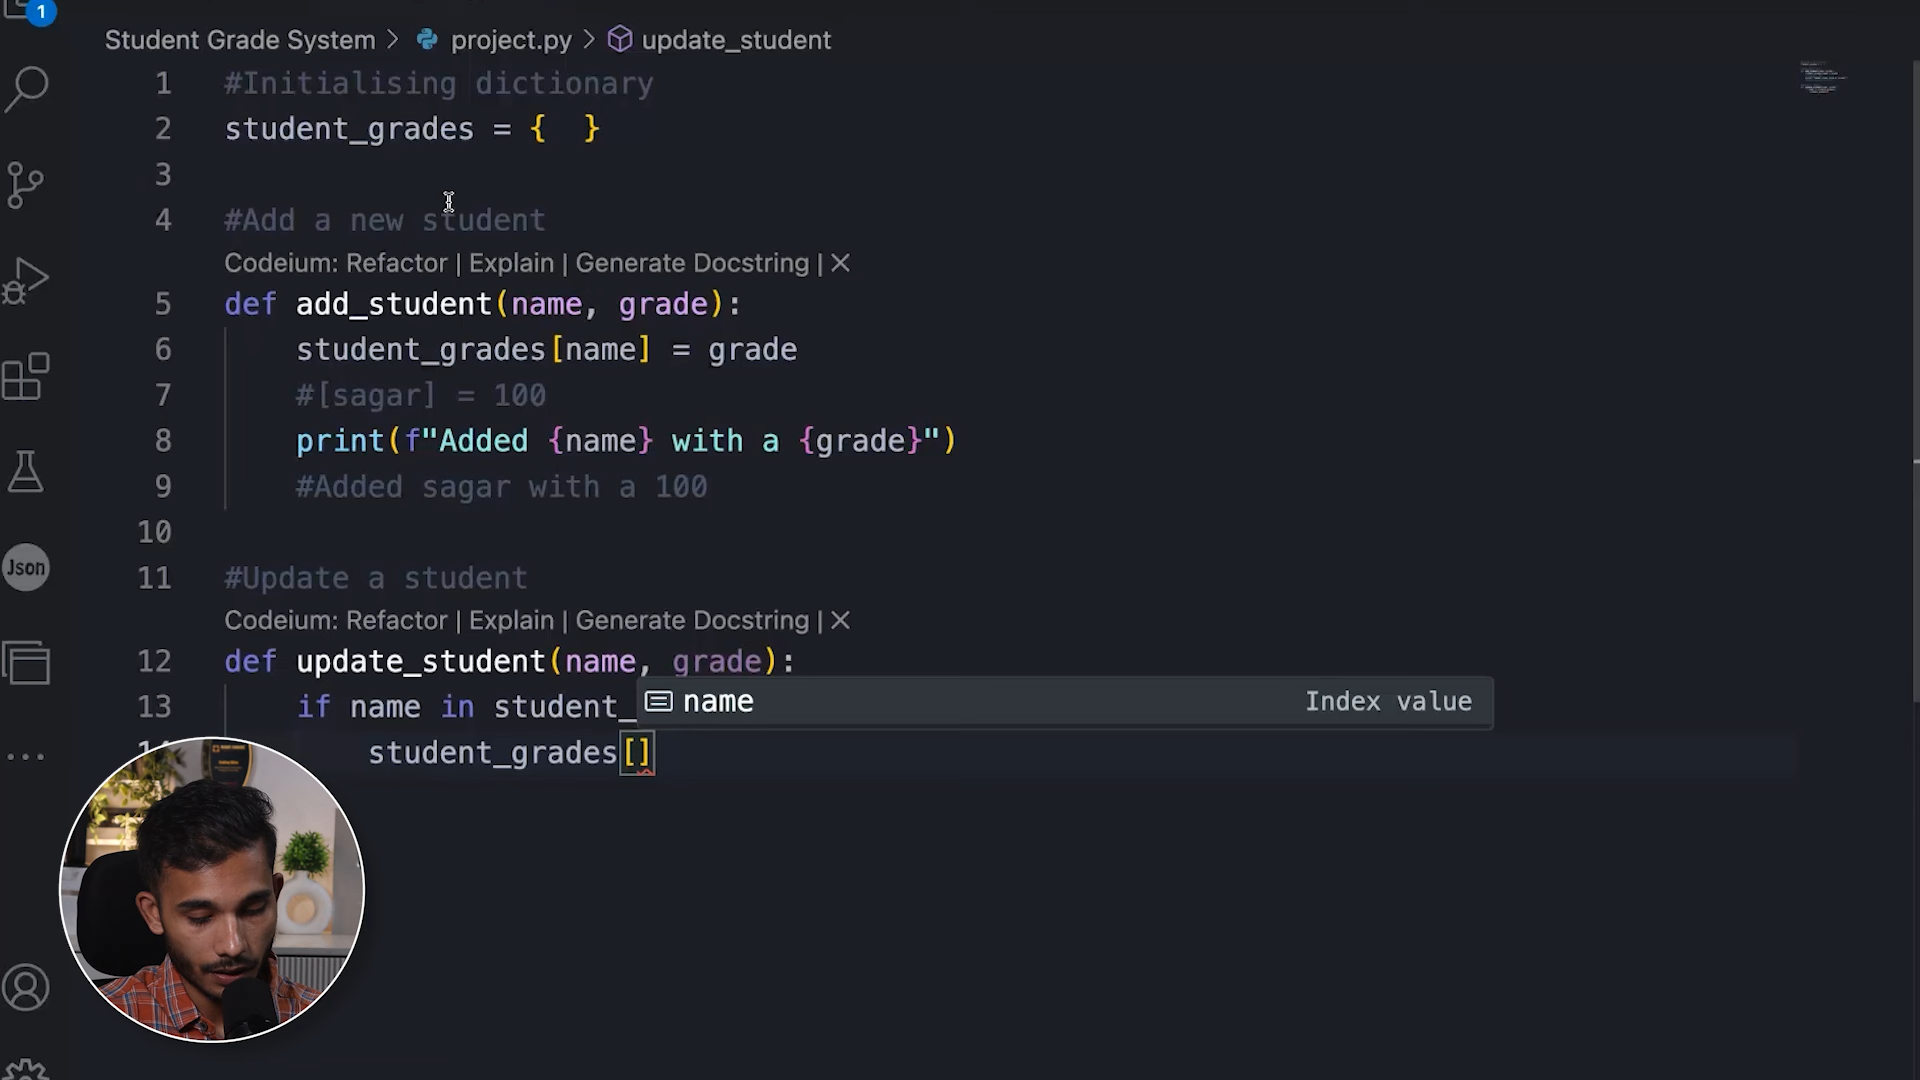 1
Student Grade System > project.py > update_student
1 #Initialising dictionary
2 student_grades = {  }
3
4 #Add a new student
Codeium: Refactor | Explain | Generate Docstring | ×
5 def add_student(name, grade):
6 student_grades[name] = grade
7 #[sagar] = 100
8 print(f"Added {name} with a {grade}")
9 #Added sagar with a 100
10
11 #Update a student
Codeium: Refactor | Explain | Generate Docstring | ×
12 def update_student(name, grade):
13 if name in student_
name Index value
student_grades[]
Json